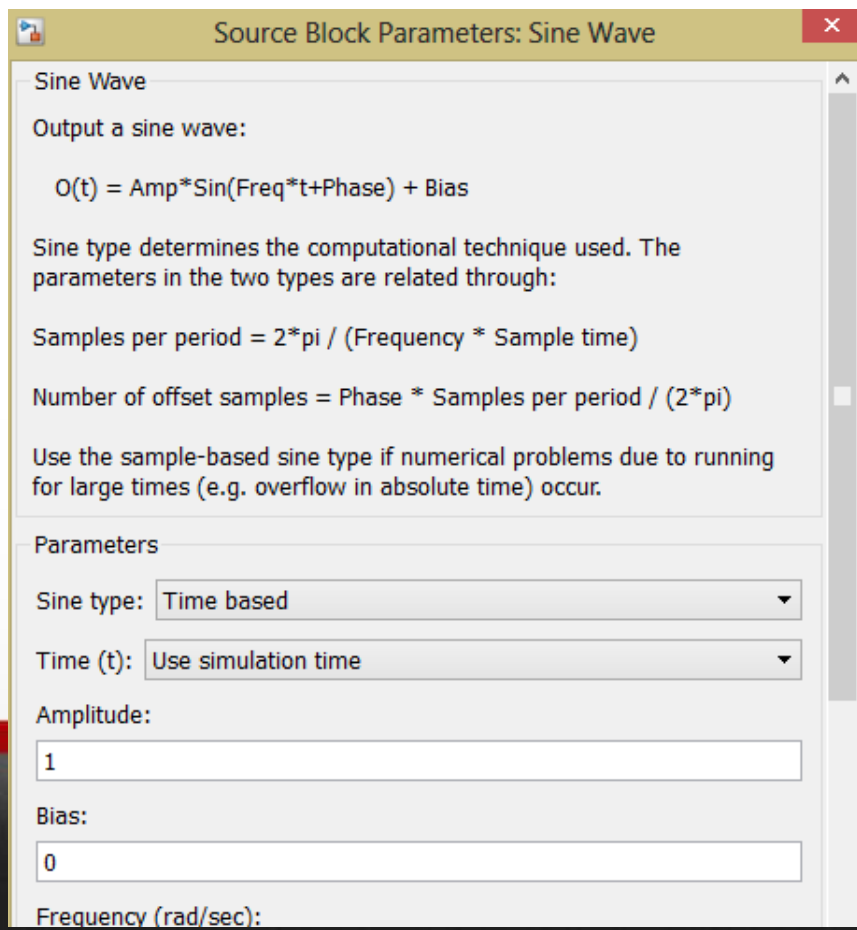 Source Block Parameters: Sine Wave
Sine Wave
Output a sine wave:
O(t) = Amp*Sin(Freq*t+Phase) + Bias
Sine type determines the computational technique used. The
parameters in the two types are related through:
Samples per period = 2*pi / (Frequency * Sample time)
Number of offset samples = Phase * Samples per period / (2*pi)
Use the sample-based sine type if numerical problems due to running
for large times (e.g. overflow in absolute time) occur.
Parameters
Sine type: Time based
Time (t): Use simulation time
Amplitude:
1
Bias:
0
Frequency (rad/sec):